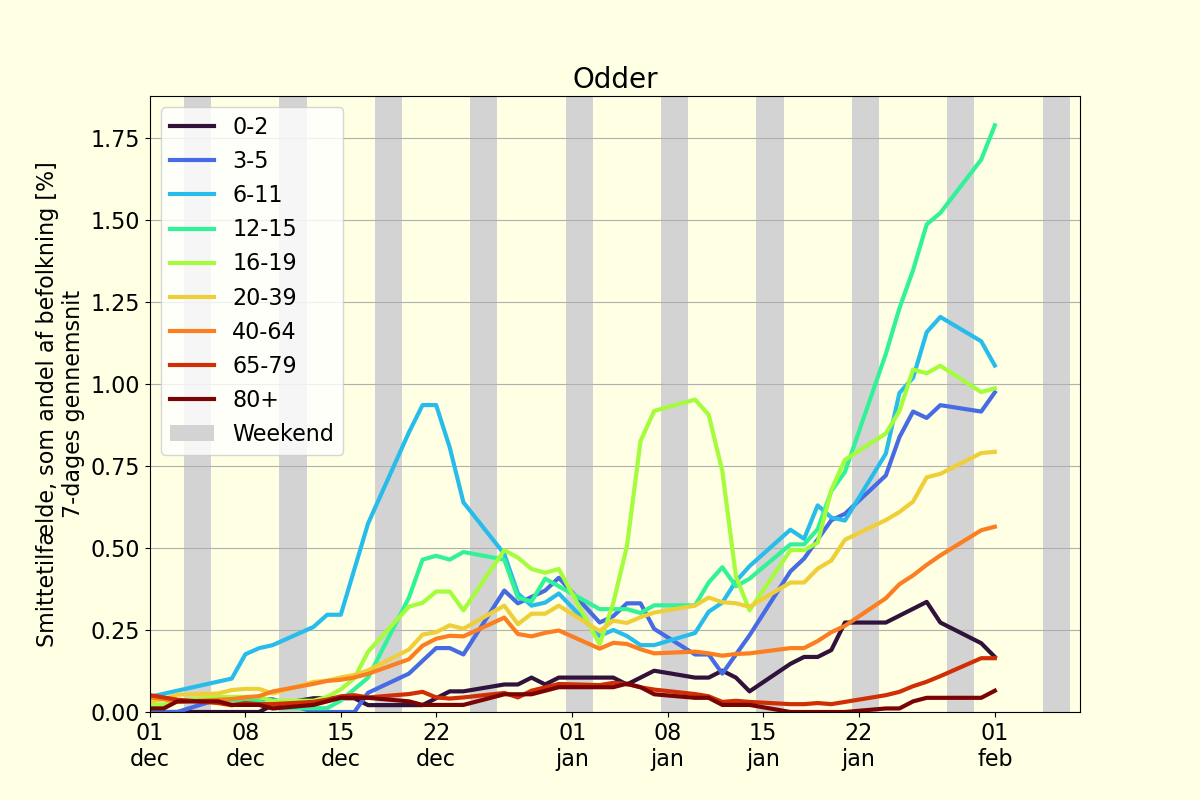 Odder
Smittetilfælde, som andel af befolkning [%]
7-dages gennemsnit
1.75
1.50
1.25
1.00
0.75
0.50
0.25
0.00
0-2
3-5
6-11
12-15
16-19
20-39
40-64
65-79
80+
Weekend
01 08 15 22 01 08 15 22 01
dec dec dec dec jan jan jan jan feb